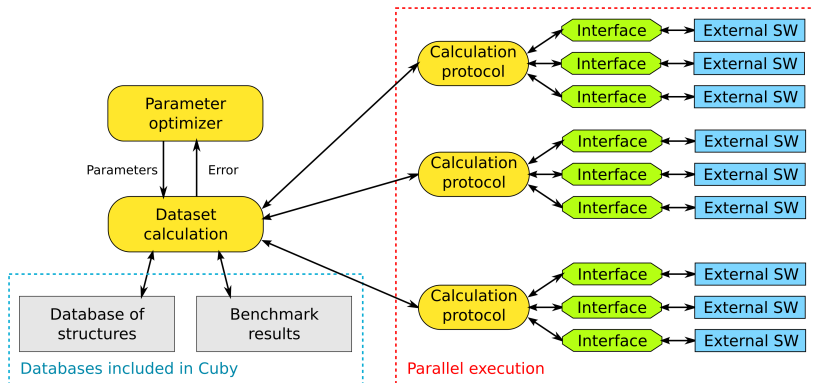 Parameter
optimizer
Parameters
Error
Dataset
calculation
Database of
structures
Benchmark
results
Databases included in Cuby
Calculation
protocol
Interface
External SW
Interface
External SW
Interface
External SW
Calculation
protocol
Interface
External SW
Interface
External SW
Interface
External SW
Calculation
protocol
Interface
External SW
Interface
External SW
Interface
External SW
Parallel execution